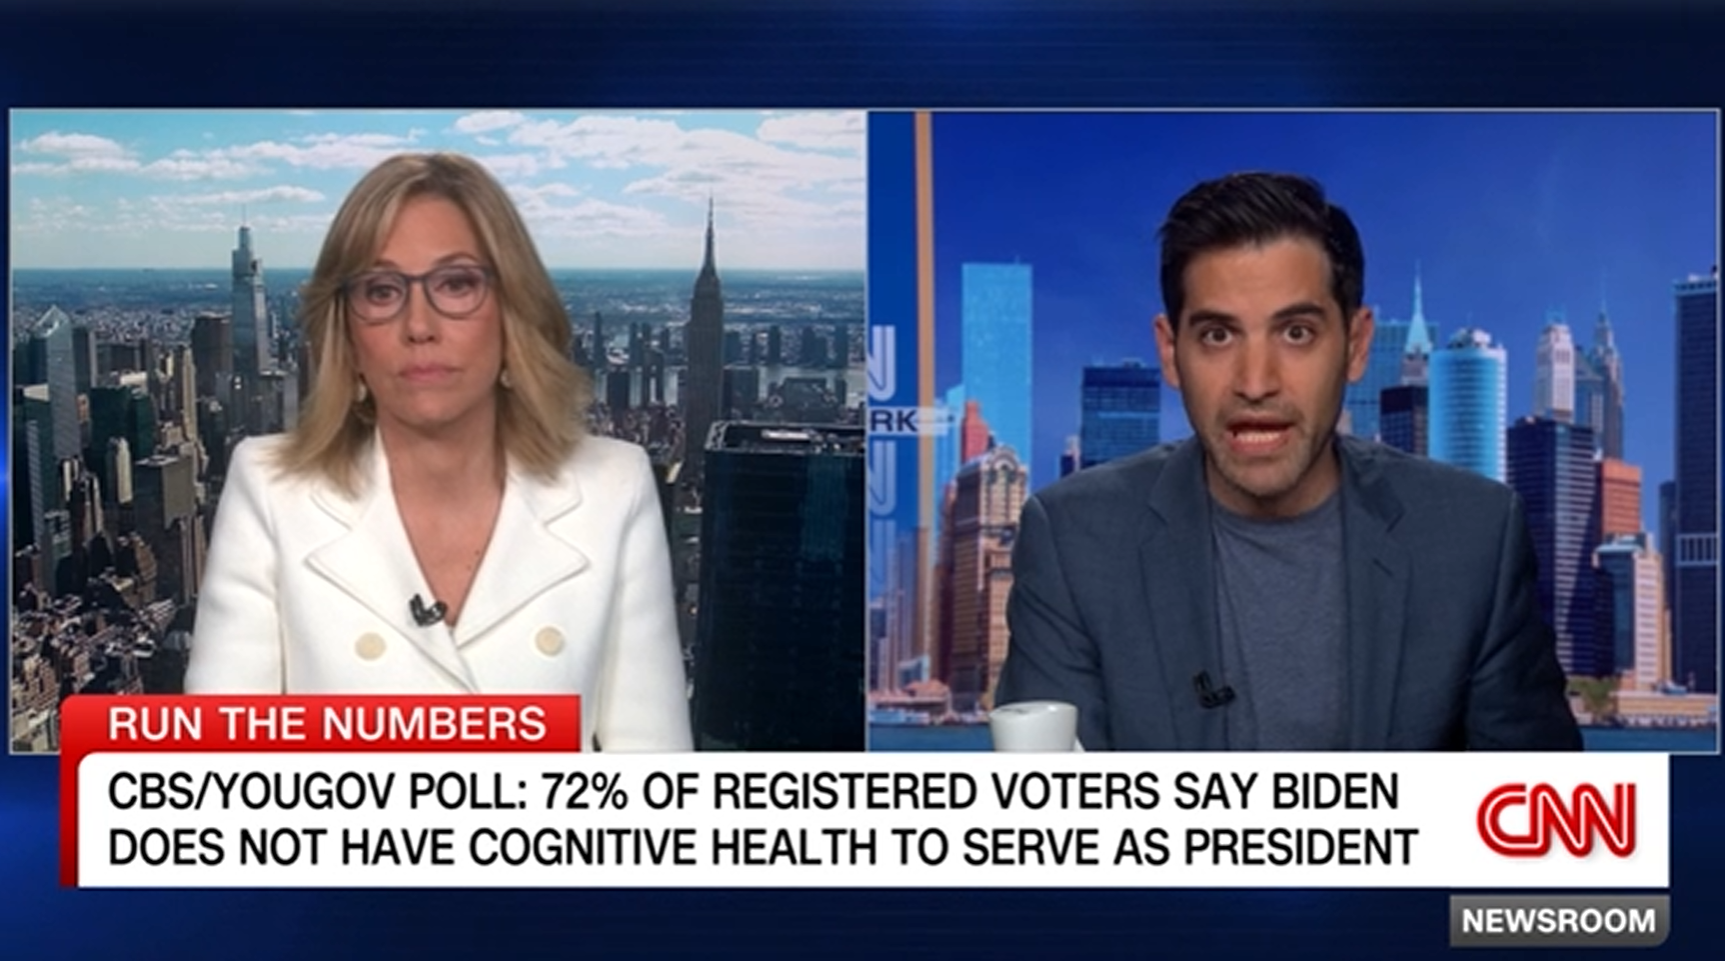 RK
RUN THE NUMBERS
CBS/YOUGOV POLL: 72% OF REGISTERED VOTERS SAY BIDEN
DOES NOT HAVE COGNITIVE HEALTH TO SERVE AS PRESIDENT
CNN
NEWSROOM